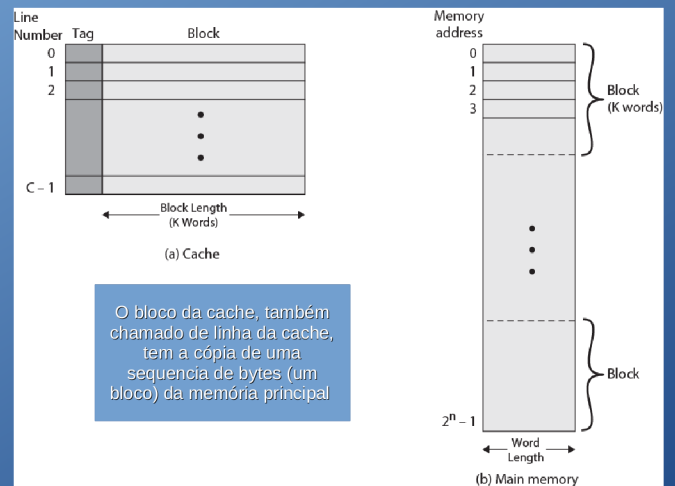 Line
Number Tag Block
0
1
2
C – 1
Block Length
(K Words)
(a) Cache
O bloco da cache, também
chamado de linha da cache,
tem a cópia de uma
sequencia de bytes (um
bloco) da memória principal
Memory
address
0
1
2
3
Block
(K words)
Block
2ⁿ – 1
Word
Length
(b) Main memory